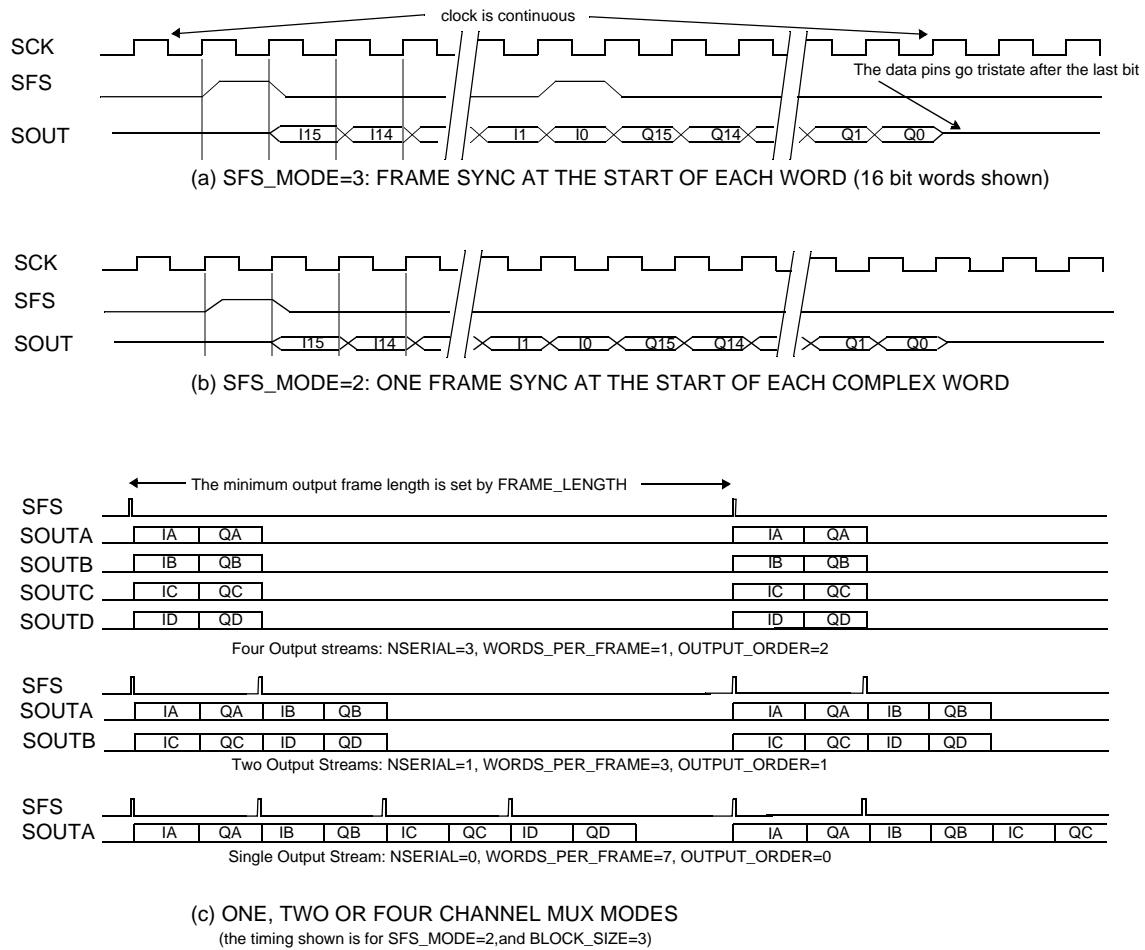 clock is continuous
SCK
SFS
The data pins go tristate after the last bit
SOUT
I15 I14 I1 I0 Q15 Q14 Q1 Q0
(a) SFS_MODE=3: FRAME SYNC AT THE START OF EACH WORD (16 bit words shown)
SCK
SFS
SOUT
I15 I14 I1 I0 Q15 Q14 Q1 Q0
(b) SFS_MODE=2: ONE FRAME SYNC AT THE START OF EACH COMPLEX WORD
The minimum output frame length is set by FRAME_LENGTH
SFS
SOUTA IA QA IA QA
SOUTB IB QB IB QB
SOUTC IC QC IC QC
SOUTD ID QD ID QD
Four Output streams: NSERIAL=3, WORDS_PER_FRAME=1, OUTPUT_ORDER=2
SFS
SOUTA IA QA IB QB IA QA IB QB
SOUTB IC QC ID QD IC QC ID QD
Two Output Streams: NSERIAL=1, WORDS_PER_FRAME=3, OUTPUT_ORDER=1
SFS
SOUTA IA QA IB QB IC QC ID QD IA QA IB QB IC QC
Single Output Stream: NSERIAL=0, WORDS_PER_FRAME=7, OUTPUT_ORDER=0
(c) ONE, TWO OR FOUR CHANNEL MUX MODES
(the timing shown is for SFS_MODE=2,and BLOCK_SIZE=3)